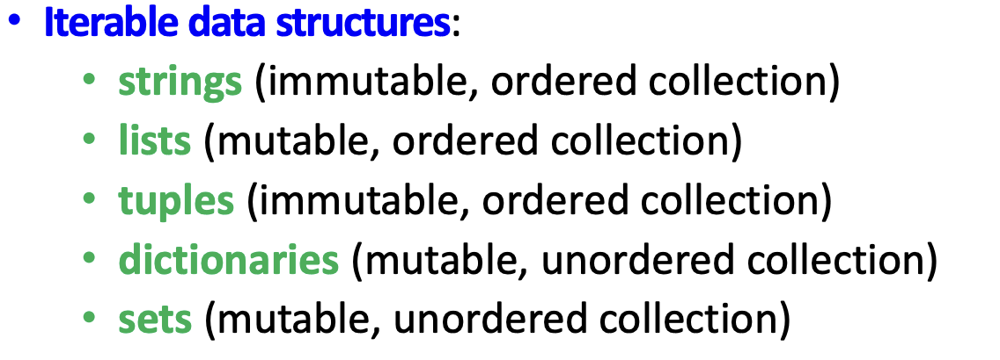 • Iterable data structures:
• strings (immutable, ordered collection)
• lists (mutable, ordered collection)
• tuples (immutable, ordered collection)
• dictionaries (mutable, unordered collection)
• sets (mutable, unordered collection)